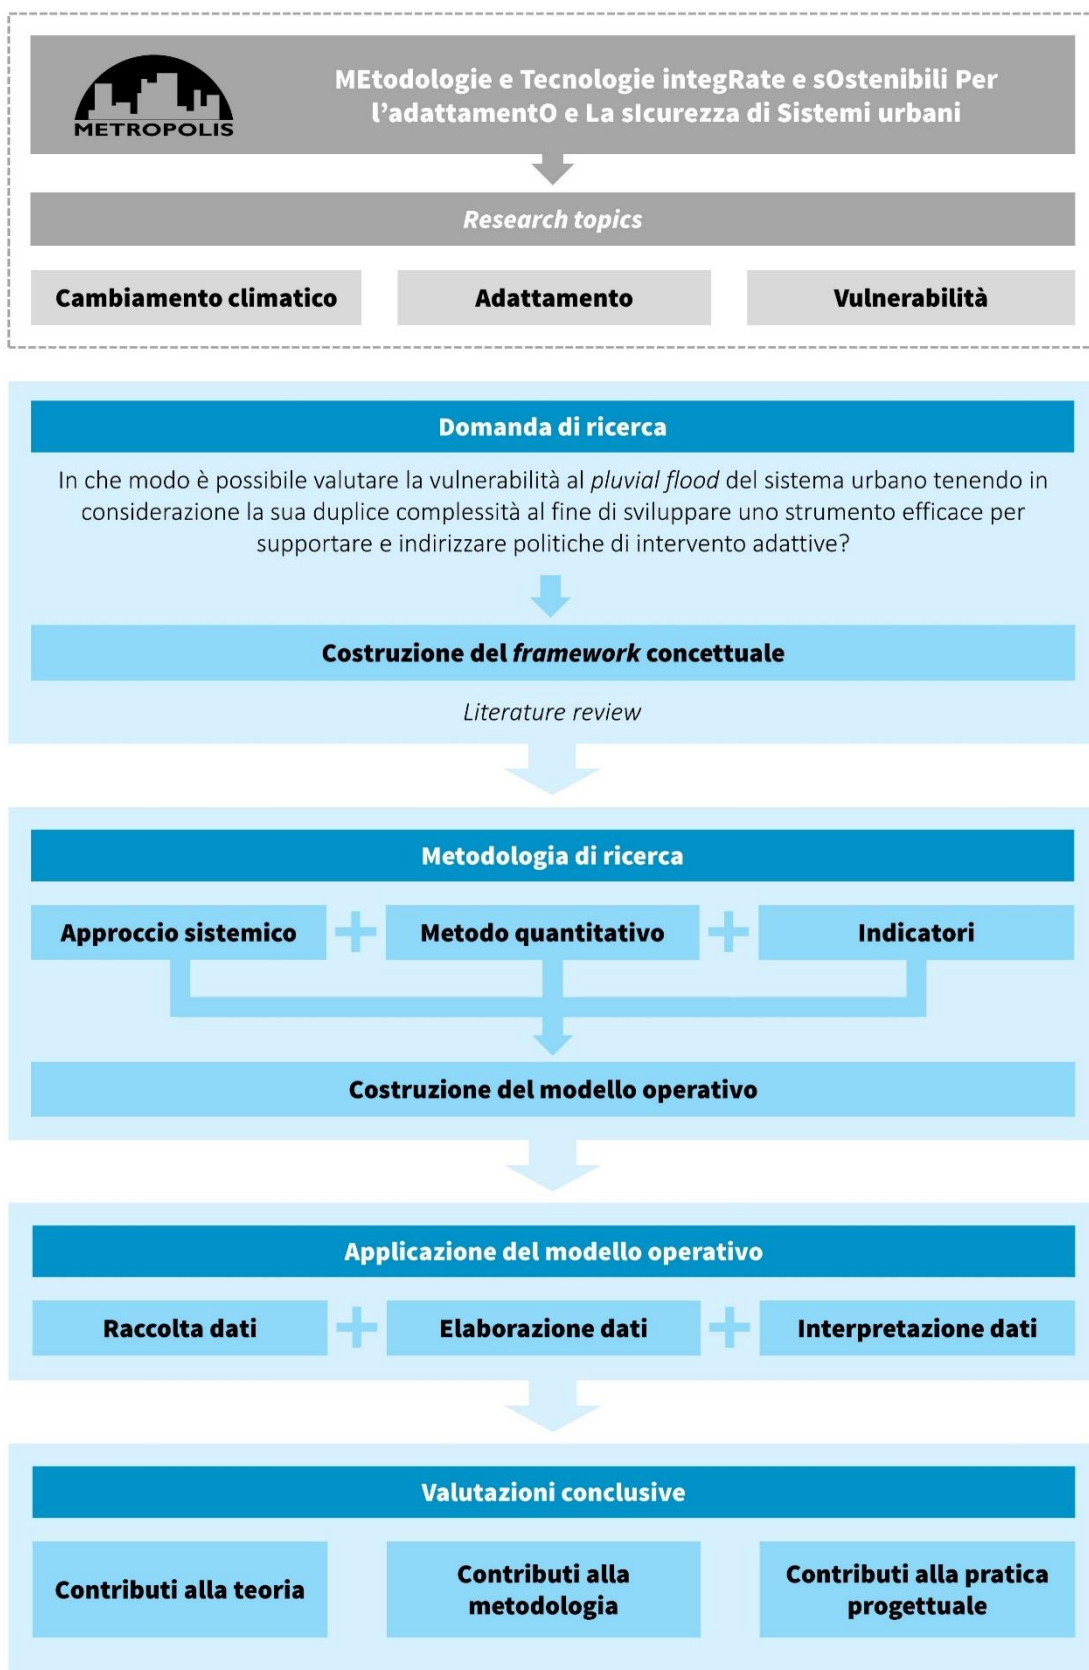 METROPOLIS
MEtodologie e Tecnologie integRate e sOstenibili Per
l'adattamentO e La sIcurezza di Sistemi urbani
Research topics
Cambiamento climatico
Adattamento
Vulnerabilità
Domanda di ricerca
In che modo è possibile valutare la vulnerabilità al pluvial flood del sistema urbano tenendo in
considerazione la sua duplice complessità al fine di sviluppare uno strumento efficace per
supportare e indirizzare politiche di intervento adattive?
Costruzione del framework concettuale
Literature review
Metodologia di ricerca
Approccio sistemico
Metodo quantitativo
Indicatori
Costruzione del modello operativo
Applicazione del modello operativo
Raccolta dati
Elaborazione dati
Interpretazione dati
Valutazioni conclusive
Contributi alla teoria
Contributi alla
metodologia
Contributi alla pratica
progettuale